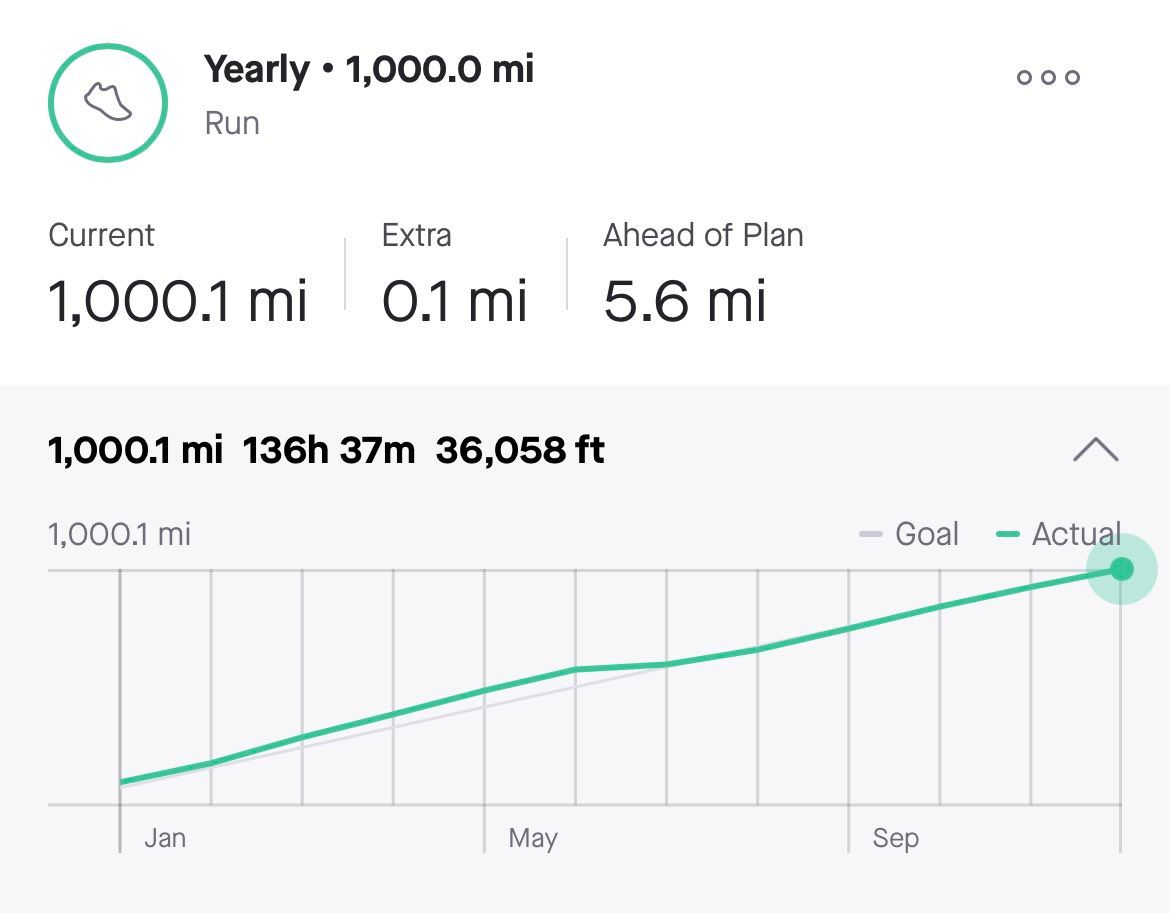 Yearly • 1,000.0 mi
Run
Current
Extra
Ahead of Plan
1,000.1 mi
0.1 mi
5.6 mi
1,000.1 mi 136h 37m 36,058 ft
1,000.1 mi
Goal
Actual
Jan
May
Sep